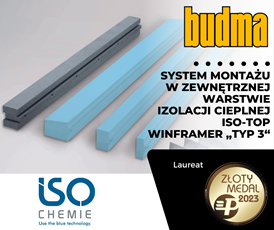 budma
SYSTEM MONTAŻU
W ZEWNĘTRZNEJ
WARSTWIE
IZOLACJI CIEPLNEJ
ISO-TOP
WINFRAMER „TYP 3“
Laureat
ZŁOTY
MEDAL
2023
iso
CHEMIE
Use the blue technology.